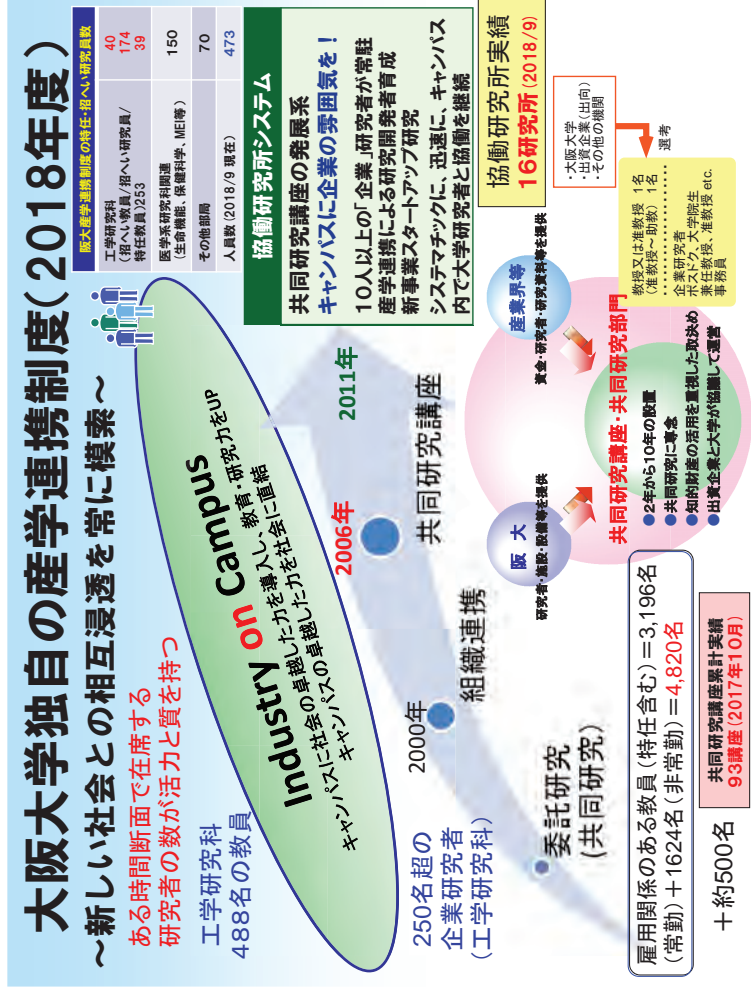 大阪大学独自の産学連携制度(2018年度)
～新しい社会との相互浸透を常に模索～
ある時間断面で在席する
研究者の数が活力と質を持つ
工学研究科
488名の教員
250名超の
企業研究者
(工学研究科)
Industry on Campus
キャンパスに社会の卓越した力を導入し、教育・研究力をUP
キャンパスの卓越した力を社会に直結
阪大産学連携制度の特任・招へい研究員数
工学研究科
(招へい教員/招へい研究員/
特任教員)253
40
174
39
医学系研究科関連
(生命機能、保健科学、MEI等)
150
その他部局
70
人員数(2018/9 現在)
473
協働研究所システム
共同研究講座の発展系
キャンパスに企業の雰囲気を！
10人以上の「企業」研究者が常駐
産学連携による研究開発者育成
新事業スタートアップ研究
システマチックに、迅速に、キャンパス
内で大学研究者と協働を継続
2000年
2006年
2011年
委託研究
(共同研究)
組織連携
共同研究講座
協働研究所実績
16研究所(2018/9)
雇用関係のある教員(特任含む)=3,196名
(常勤)+1624名(非常勤)=4,820名
+約500名
共同研究講座累計実績
93講座(2017年10月)
阪 大
研究者・施設・設備等を提供
産業界等
資金・研究者・研究資料等を提供
共同研究講座・共同研究部門
●2年から10年の設置
●共同研究に専念
●知的財産の活用を重視した取決め
●出資企業と大学が協議して運営
・大阪大学
・出資企業(出向)
・その他の機関
選考
教授又は准教授 1名
(准教授～助教) 1名
企業研究者
ポスドク、大学院生
兼任教授、准教授 etc.
事務員